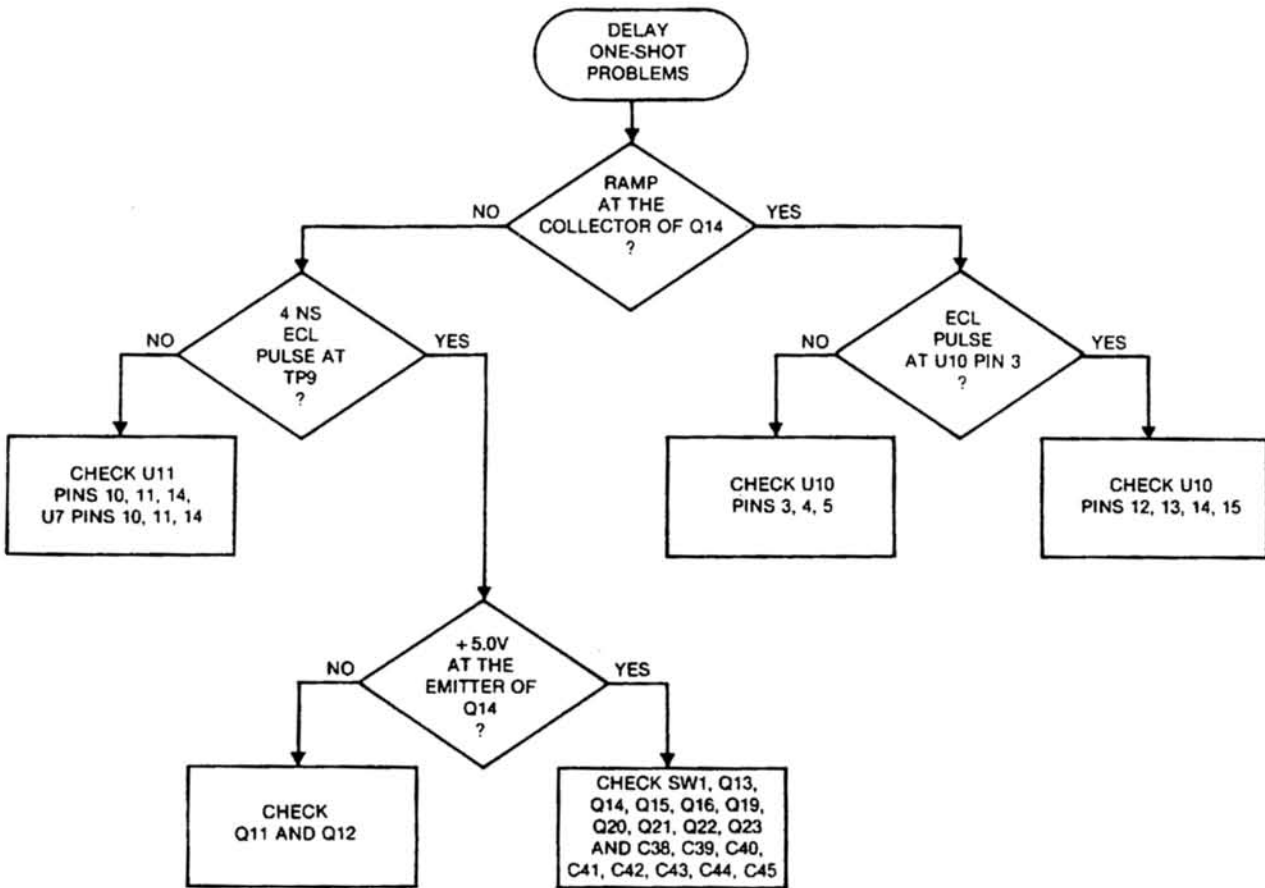 DELAY
ONE-SHOT
PROBLEMS
RAMP
AT THE
COLLECTOR OF Q14
?
NO
YES
4 NS
ECL
PULSE AT
TP9
?
NO
YES
ECL
PULSE
AT U10 PIN 3
?
NO
YES
CHECK U11
PINS 10, 11, 14,
U7 PINS 10, 11, 14
CHECK U10
PINS 3, 4, 5
CHECK U10
PINS 12, 13, 14, 15
+5.0V
AT THE
EMITTER OF
Q14
?
NO
YES
CHECK
Q11 AND Q12
CHECK SW1, Q13,
Q14, Q15, Q16, Q19,
Q20, Q21, Q22, Q23
AND C38, C39, C40,
C41, C42, C43, C44, C45